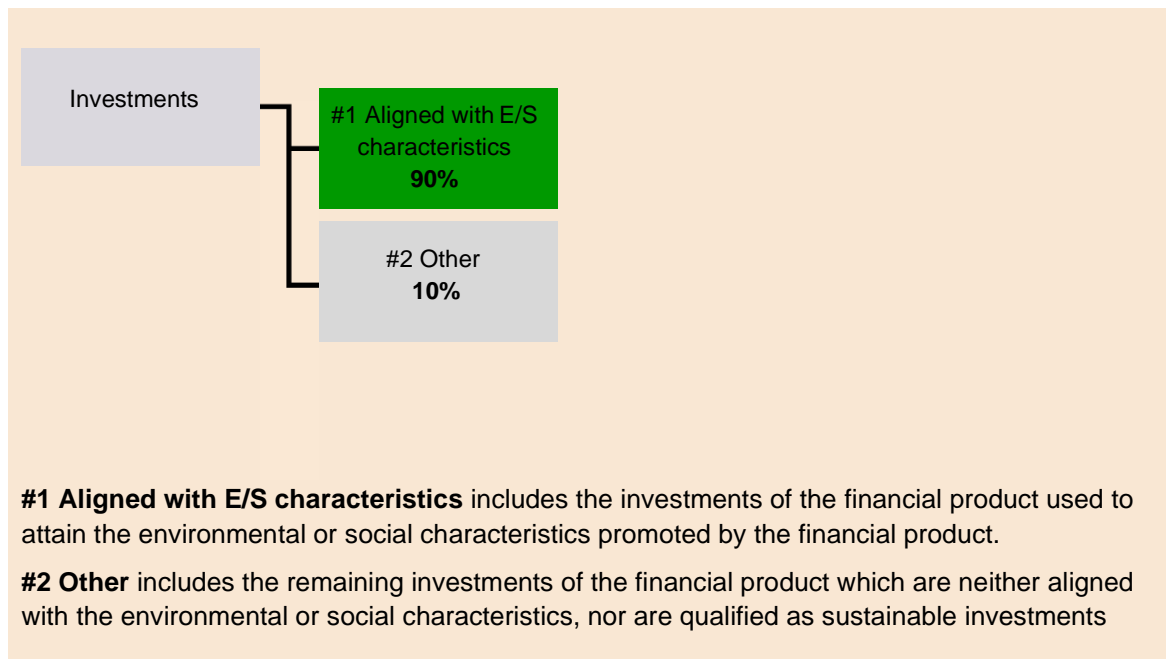 Investments
#1 Aligned with E/S
characteristics
90%
#2 Other
10%
#1 Aligned with E/S characteristics includes the investments of the financial product used to
attain the environmental or social characteristics promoted by the financial product.
#2 Other includes the remaining investments of the financial product which are neither aligned
with the environmental or social characteristics, nor are qualified as sustainable investments